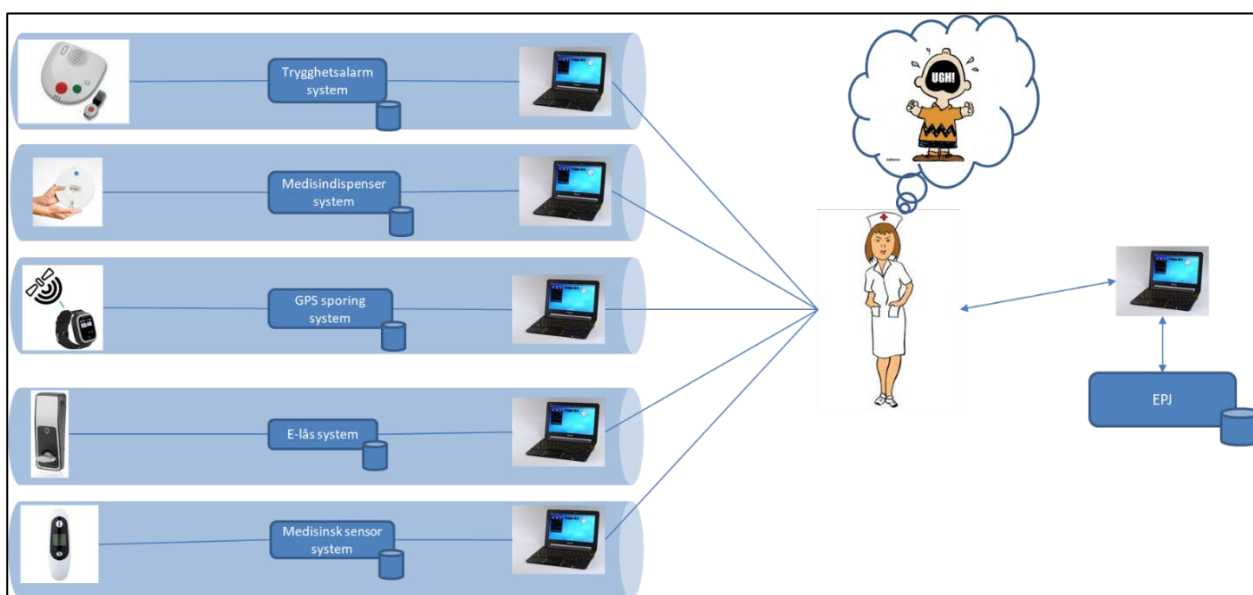 Trygghetsalarm
system
UGH!
Medisindispenser
system
GPS sporing
system
EPJ
E-lås system
Medisinsk sensor
system